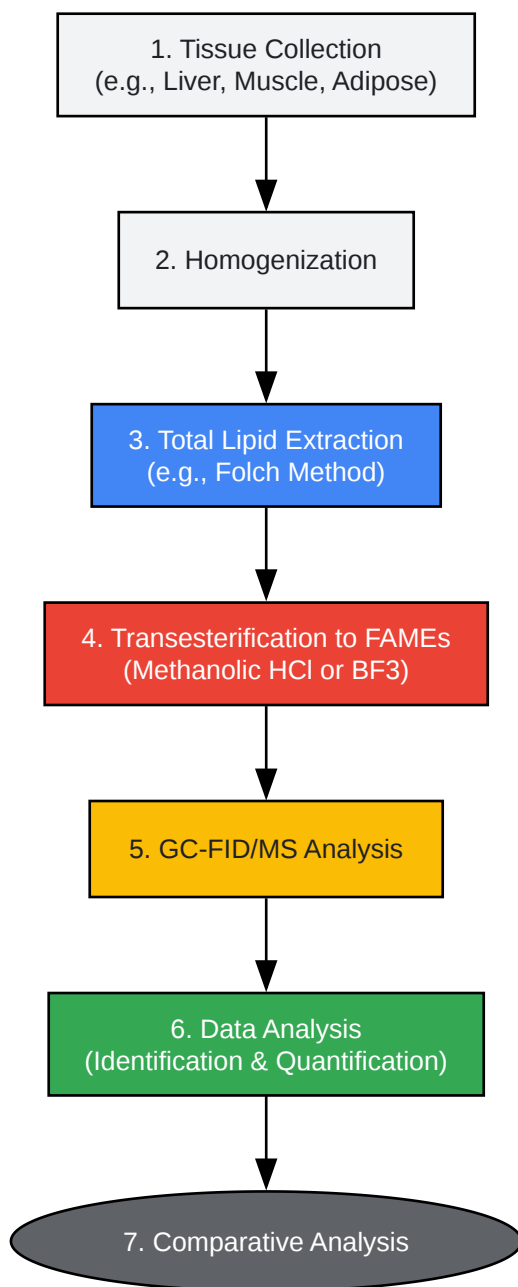 1. Tissue Collection
(e.g., Liver, Muscle, Adipose)
2. Homogenization
3. Total Lipid Extraction
(e.g., Folch Method)
4. Transesterification to FAMEs
(Methanolic HCl or BF3)
5. GC-FID/MS Analysis
6. Data Analysis
(Identification & Quantification)
7. Comparative Analysis